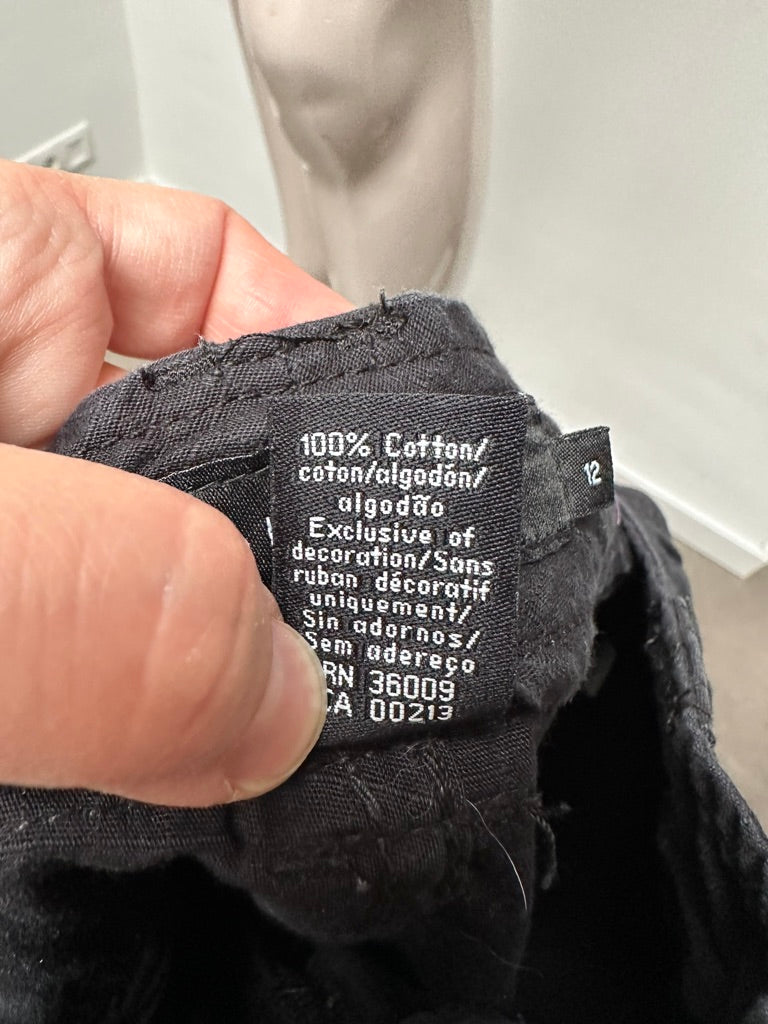 100% Cotton/
coton/algodón/
algodão
Exclusive of
decoration/Sans
ruban décoratif
uniquement/
Sin adornos/
Sem adereço
RN 36009
CA 00213
12